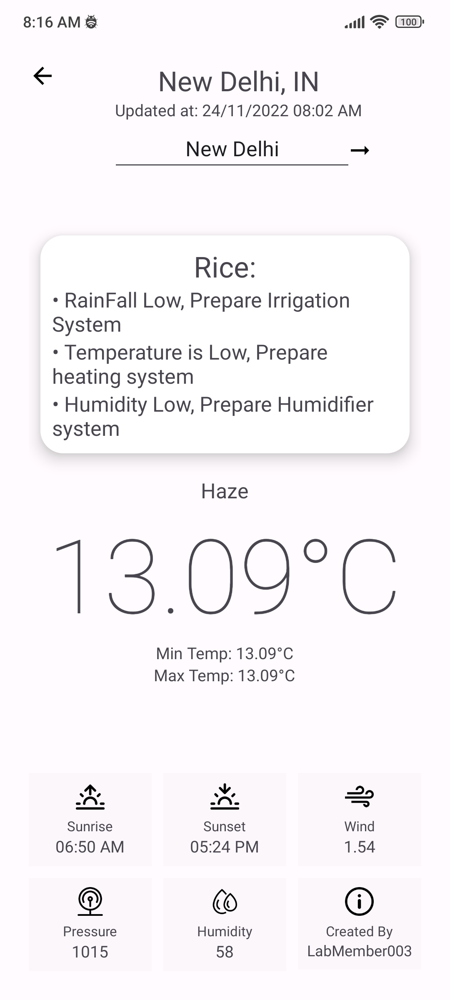 8:16 AM
100
New Delhi, IN
Updated at: 24/11/2022 08:02 AM
New Delhi
Rice:
• RainFall Low, Prepare Irrigation
System
• Temperature is Low, Prepare
heating system
• Humidity Low, Prepare Humidifier
system
Haze
13.09°C
Min Temp: 13.09°C
Max Temp: 13.09°C
Sunrise
06:50 AM
Sunset
05:24 PM
Wind
1.54
Pressure
1015
Humidity
58
Created By
LabMember003